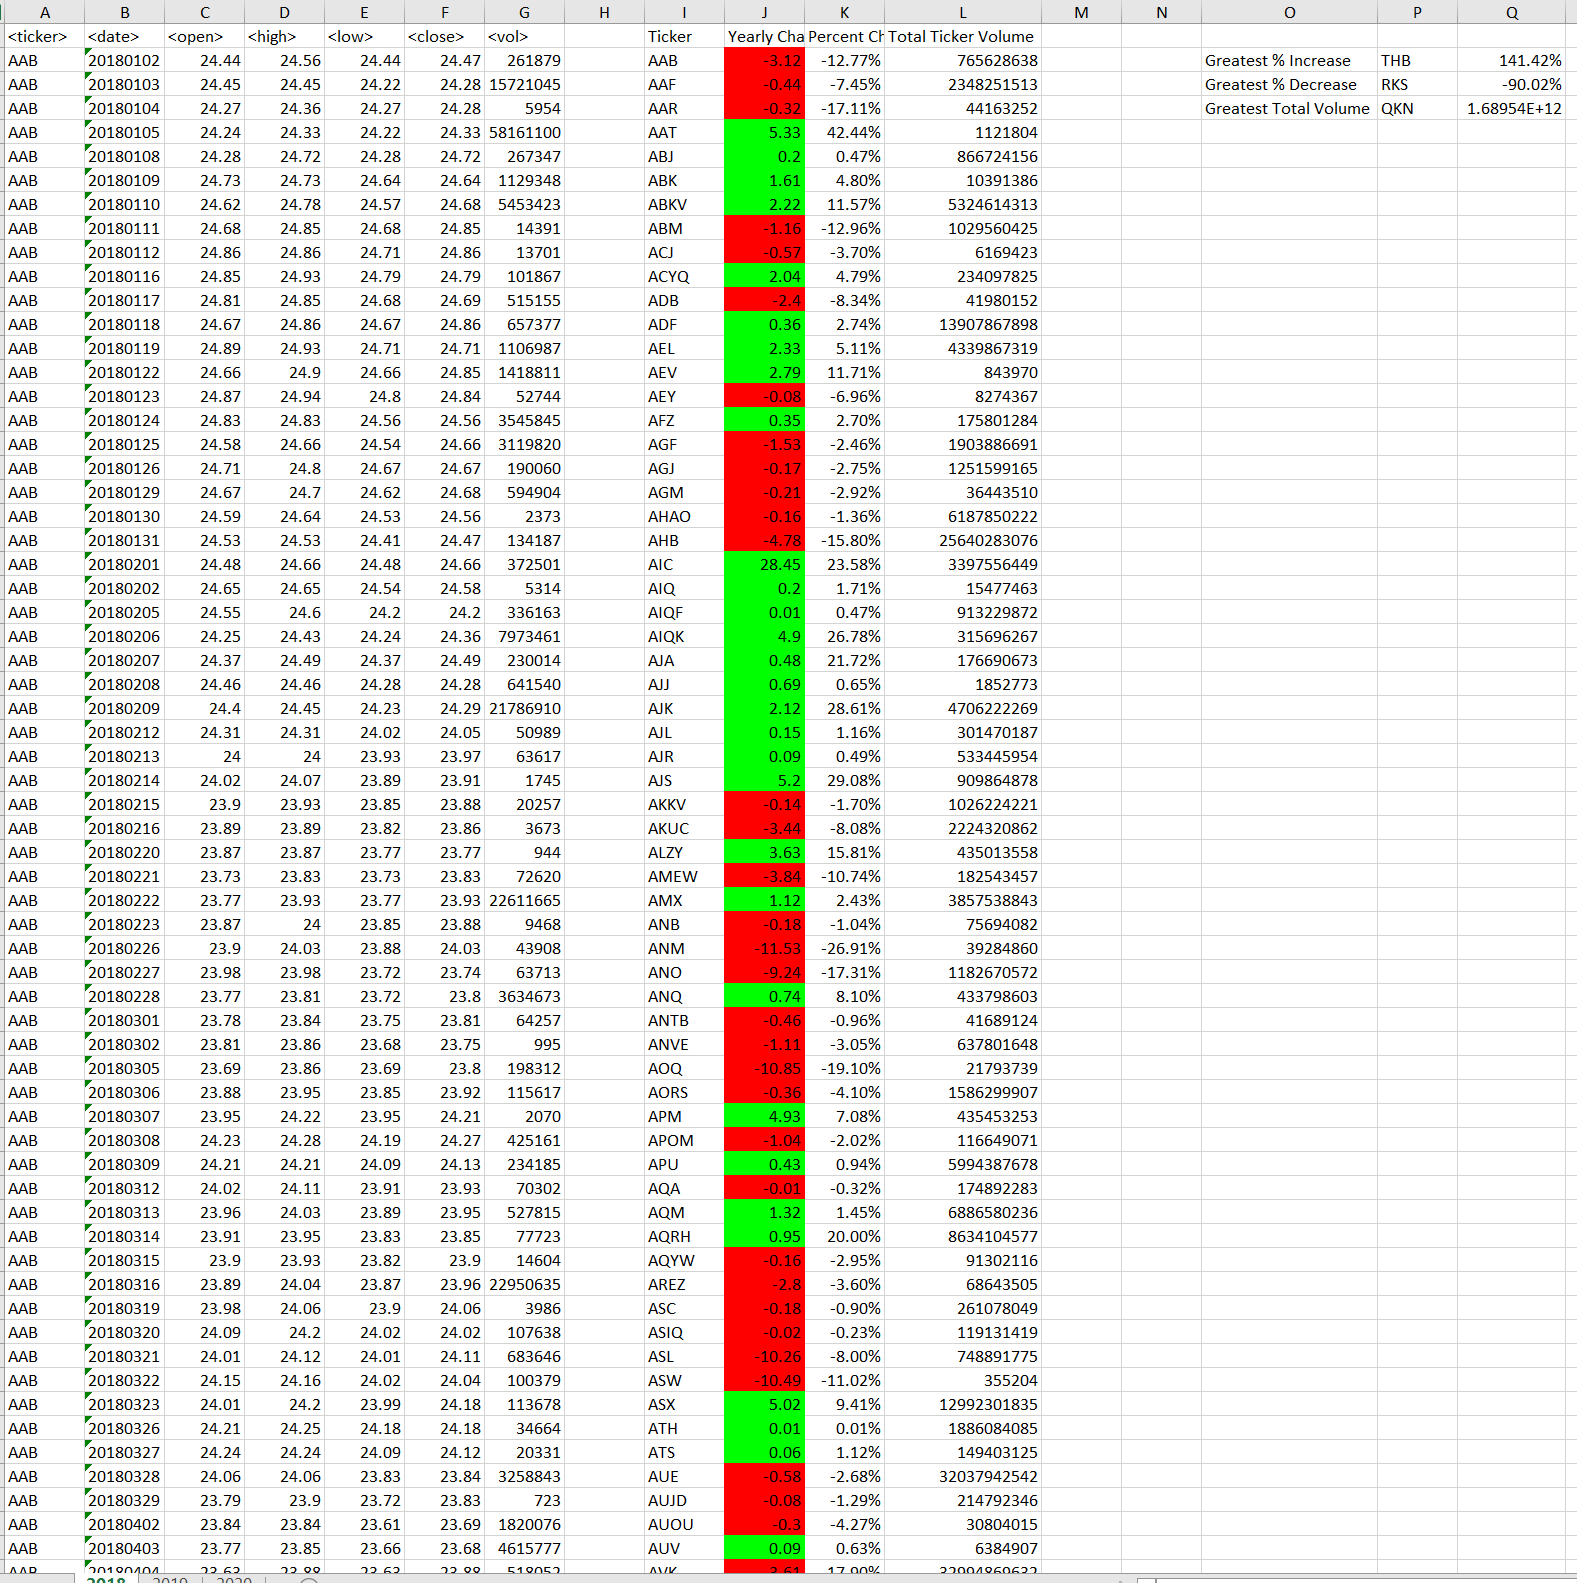 A B C D E F G H I J K L M N O P Q
<ticker> <date> <open> <high> <low> <close> <vol> Ticker Yearly Cha Percent Ch Total Ticker Volume
AAB 20180102 24.44 24.56 24.44 24.47 261879 AAB -3.12 -12.77% 765628638 Greatest % Increase THB 141.42%
AAB 20180103 24.45 24.45 24.22 24.28 15721045 AAF -0.44 -7.45% 2348251513 Greatest % Decrease RKS -90.02%
AAB 20180104 24.27 24.36 24.27 24.28 5954 AAR -0.32 -17.11% 44163252 Greatest Total Volume QKN 1.68954E+12
AAB 20180105 24.24 24.33 24.22 24.33 58161100 AAT 5.33 42.44% 1121804
AAB 20180108 24.28 24.72 24.28 24.72 267347 ABJ 0.2 0.47% 866724156
AAB 20180109 24.73 24.73 24.64 24.64 1129348 ABK 1.61 4.80% 10391386
AAB 20180110 24.62 24.78 24.57 24.68 5453423 ABKV 2.22 11.57% 5324614313
AAB 20180111 24.68 24.85 24.68 24.85 14391 ABM -1.16 -12.96% 1029560425
AAB 20180112 24.86 24.86 24.71 24.86 13701 ACJ -0.57 -3.70% 6169423
AAB 20180116 24.85 24.93 24.79 24.79 101867 ACYQ 2.04 4.79% 234097825
AAB 20180117 24.81 24.85 24.68 24.69 515155 ADB -2.4 -8.34% 41980152
AAB 20180118 24.67 24.86 24.67 24.86 657377 ADF 0.36 2.74% 13907867898
AAB 20180119 24.89 24.93 24.71 24.71 1106987 AEL 2.33 5.11% 4339867319
AAB 20180122 24.66 24.9 24.66 24.85 1418811 AEV 2.79 11.71% 843970
AAB 20180123 24.87 24.94 24.8 24.84 52744 AEY -0.08 -6.96% 8274367
AAB 20180124 24.83 24.83 24.56 24.56 3545845 AFZ 0.35 2.70% 175801284
AAB 20180125 24.58 24.66 24.54 24.66 3119820 AGF -1.53 -2.46% 1903886691
AAB 20180126 24.71 24.8 24.67 24.67 190060 AGJ -0.17 -2.75% 1251599165
AAB 20180129 24.67 24.7 24.62 24.68 594904 AGM -0.21 -2.92% 36443510
AAB 20180130 24.59 24.64 24.53 24.56 2373 AHAO -0.16 -1.36% 6187850222
AAB 20180131 24.53 24.53 24.41 24.47 134187 AHB -4.78 -15.80% 25640283076
AAB 20180201 24.48 24.66 24.48 24.66 372501 AIC 28.45 23.58% 3397556449
AAB 20180202 24.65 24.65 24.54 24.58 5314 AIQ 0.2 1.71% 15477463
AAB 20180205 24.55 24.6 24.2 24.2 336163 AIQF 0.01 0.47% 913229872
AAB 20180206 24.25 24.43 24.24 24.36 7973461 AIQK 4.9 26.78% 315696267
AAB 20180207 24.37 24.49 24.37 24.49 230014 AJA 0.48 21.72% 176690673
AAB 20180208 24.46 24.46 24.28 24.28 641540 AJJ 0.69 0.65% 1852773
AAB 20180209 24.4 24.45 24.23 24.29 21786910 AJK 2.12 28.61% 4706222269
AAB 20180212 24.31 24.31 24.02 24.05 50989 AJL 0.15 1.16% 301470187
AAB 20180213 24 24 23.93 23.97 63617 AJR 0.09 0.49% 533445954
AAB 20180214 24.02 24.07 23.89 23.91 1745 AJS 5.2 29.08% 909864878
AAB 20180215 23.9 23.93 23.85 23.88 20257 AKKV -0.14 -1.70% 1026224221
AAB 20180216 23.89 23.89 23.82 23.86 3673 AKUC -3.44 -8.08% 2224320862
AAB 20180220 23.87 23.87 23.77 23.77 944 ALZY 3.63 15.81% 435013558
AAB 20180221 23.73 23.83 23.73 23.83 72620 AMEW -3.84 -10.74% 182543457
AAB 20180222 23.77 23.93 23.77 23.93 22611665 AMX 1.12 2.43% 3857538843
AAB 20180223 23.87 24 23.85 23.88 9468 ANB -0.18 -1.04% 75694082
AAB 20180226 23.9 24.03 23.88 24.03 43908 ANM -11.53 -26.91% 39284860
AAB 20180227 23.98 23.98 23.72 23.74 63713 ANO -9.24 -17.31% 1182670572
AAB 20180228 23.77 23.81 23.72 23.8 3634673 ANQ 0.74 8.10% 433798603
AAB 20180301 23.78 23.84 23.75 23.81 64257 ANTB -0.46 -0.96% 41689124
AAB 20180302 23.81 23.86 23.68 23.75 995 ANVE -1.11 -3.05% 637801648
AAB 20180305 23.69 23.86 23.69 23.8 198312 AOQ -10.85 -19.10% 21793739
AAB 20180306 23.88 23.95 23.85 23.92 115617 AORS -0.36 -4.10% 1586299907
AAB 20180307 23.95 24.22 23.95 24.21 2070 APM 4.93 7.08% 435453253
AAB 20180308 24.23 24.28 24.19 24.27 425161 APOM -1.04 -2.02% 116649071
AAB 20180309 24.21 24.21 24.09 24.13 234185 APU 0.43 0.94% 5994387678
AAB 20180312 24.02 24.11 23.91 23.93 70302 AQA -0.01 -0.32% 174892283
AAB 20180313 23.96 24.03 23.89 23.95 527815 AQM 1.32 1.45% 6886580236
AAB 20180314 23.91 23.95 23.83 23.85 77723 AQRH 0.95 20.00% 8634104577
AAB 20180315 23.9 23.93 23.82 23.9 14604 AQYW -0.16 -2.95% 91302116
AAB 20180316 23.89 24.04 23.87 23.96 22950635 AREZ -2.8 -3.60% 68643505
AAB 20180319 23.98 24.06 23.9 24.06 3986 ASC -0.18 -0.90% 261078049
AAB 20180320 24.09 24.2 24.02 24.02 107638 ASIQ -0.02 -0.23% 119131419
AAB 20180321 24.01 24.12 24.01 24.11 683646 ASL -10.26 -8.00% 748891775
AAB 20180322 24.15 24.16 24.02 24.04 100379 ASW -10.49 -11.02% 355204
AAB 20180323 24.01 24.2 23.99 24.18 113678 ASX 5.02 9.41% 12992301835
AAB 20180326 24.21 24.25 24.18 24.18 34664 ATH 0.01 0.01% 1886084085
AAB 20180327 24.24 24.24 24.09 24.12 20331 ATS 0.06 1.12% 149403125
AAB 20180328 24.06 24.06 23.83 23.84 3258843 AUE -0.58 -2.68% 32037942542
AAB 20180329 23.79 23.9 23.72 23.83 723 AUJD -0.08 -1.29% 214792346
AAB 20180402 23.84 23.84 23.61 23.69 1820076 AUOU -0.3 -4.27% 30804015
AAB 20180403 23.77 23.85 23.66 23.68 4615777 AUV 0.09 0.63% 6384907
AAB 20180404 23.63 23.88 23.63 23.88 518052 AVK
2018 2019 2020